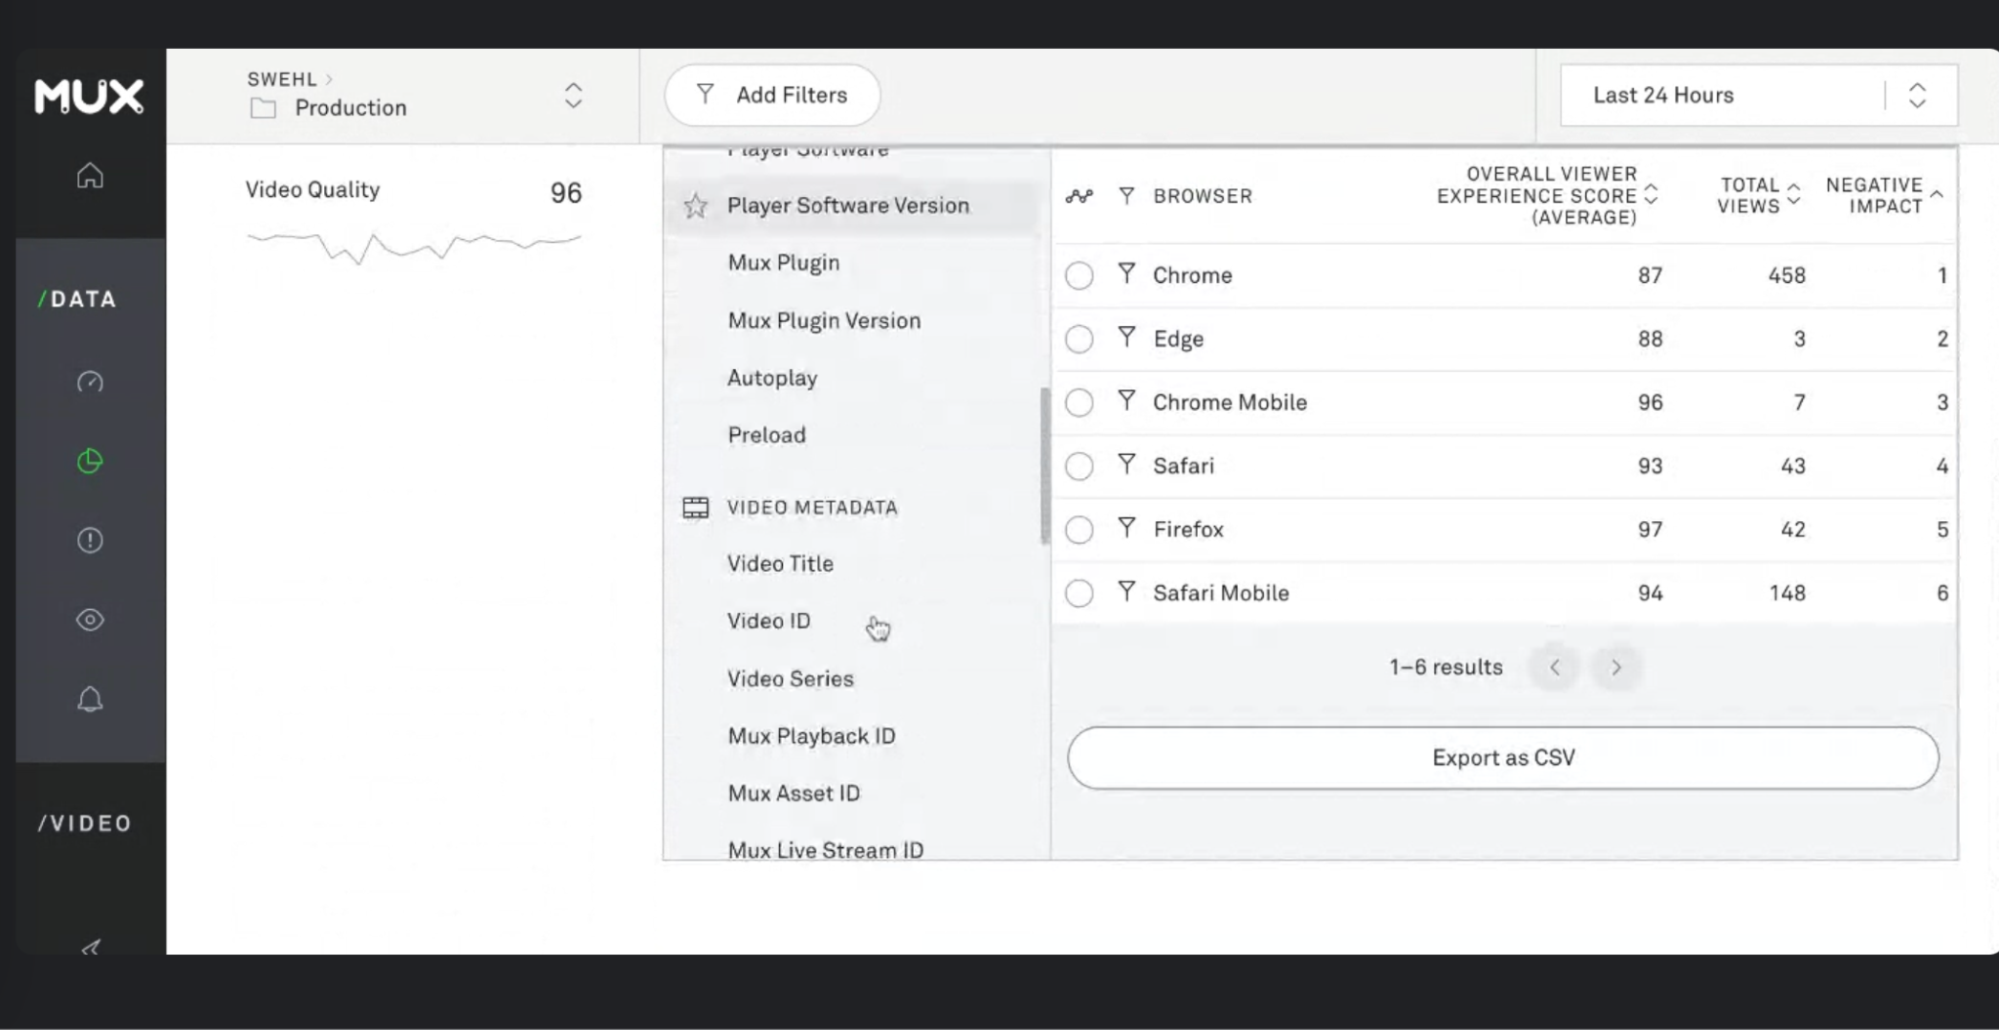 MUX
SWEHL
Production
Add Filters
Last 24 Hours
/DATA
/VIDEO
Video Quality 96
Player Software
Player Software Version
Mux Plugin
Mux Plugin Version
Autoplay
Preload
VIDEO METADATA
Video Title
Video ID
Video Series
Mux Playback ID
Mux Asset ID
Mux Live Stream ID
BROWSER
OVERALL VIEWER
EXPERIENCE SCORE
(AVERAGE)
TOTAL
VIEWS
NEGATIVE
IMPACT
Chrome 87 458 1
Edge 88 3 2
Chrome Mobile 96 7 3
Safari 93 43 4
Firefox 97 42 5
Safari Mobile 94 148 6
1–6 results
Export as CSV